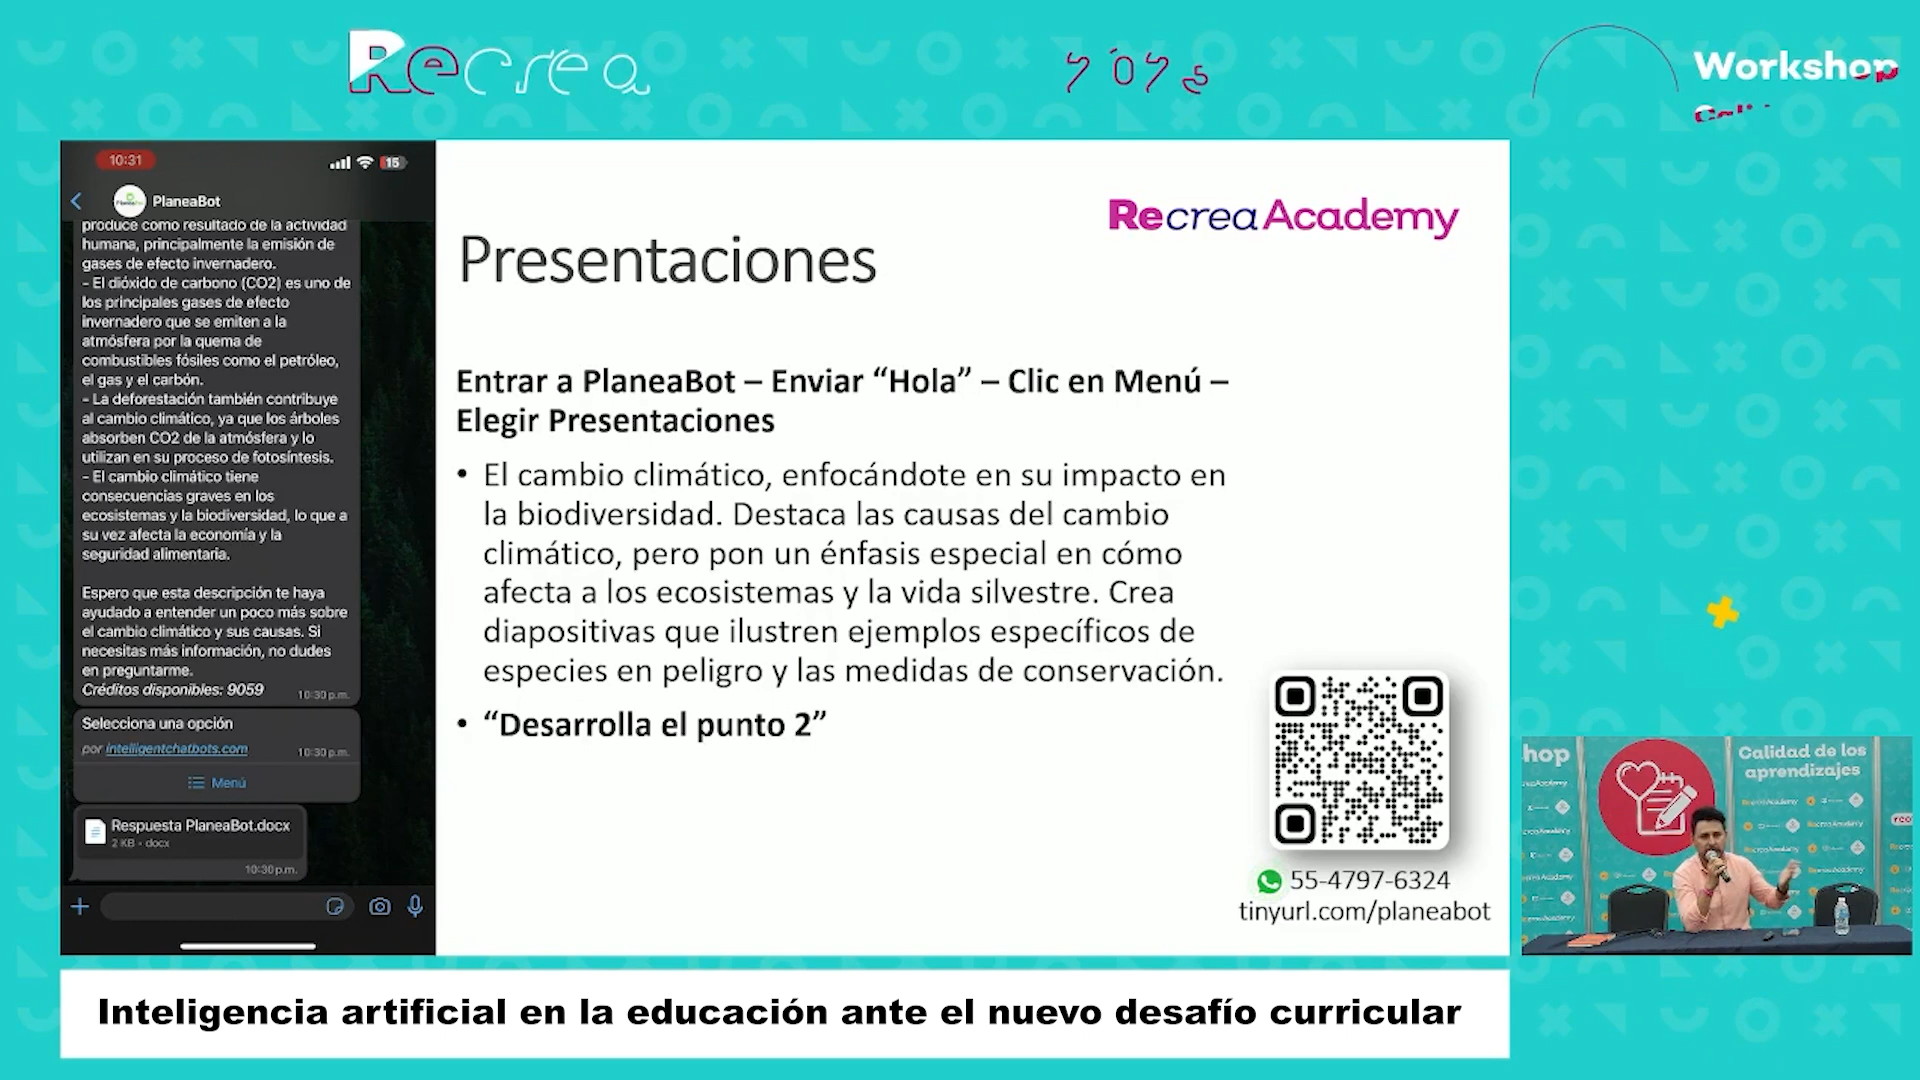 Recrea
Workshop
10:31
15
PlaneaBot
produce como resultado de la actividad
humana, principalmente la emisión de
gases de efecto invernadero.
- El dióxido de carbono (CO2) es uno de
los principales gases de efecto
invernadero que se emiten a la
atmósfera por la quema de
combustibles fósiles como el petróleo,
el gas y el carbón.
- La deforestación también contribuye
al cambio climático, ya que los árboles
absorben CO2 de la atmósfera y lo
utilizan en su proceso de fotosíntesis.
- El cambio climático tiene
consecuencias graves en los
ecosistemas y la biodiversidad, lo que a
su vez afecta la economía y la
seguridad alimentaria.
Espero que esta descripción te haya
ayudado a entender un poco más sobre
el cambio climático y sus causas. Si
necesitas más información, no dudes
en preguntarme.
Créditos disponibles: 9059
10:30 p.m.
Selecciona una opción
por intelligentchatbots.com
10:30 p.m.
Menú
Respuesta PlaneaBot.docx
2 KB • docx
10:30 p.m.
RecreaAcademy
Presentaciones
Entrar a PlaneaBot – Enviar “Hola” – Clic en Menú –
Elegir Presentaciones
• El cambio climático, enfocándote en su impacto en
la biodiversidad. Destaca las causas del cambio
climático, pero pon un énfasis especial en cómo
afecta a los ecosistemas y la vida silvestre. Crea
diapositivas que ilustren ejemplos específicos de
especies en peligro y las medidas de conservación.
• “Desarrolla el punto 2”
55-4797-6324
tinyurl.com/planeabot
hop
Calidad de los
aprendizajes
Inteligencia artificial en la educación ante el nuevo desafío curricular